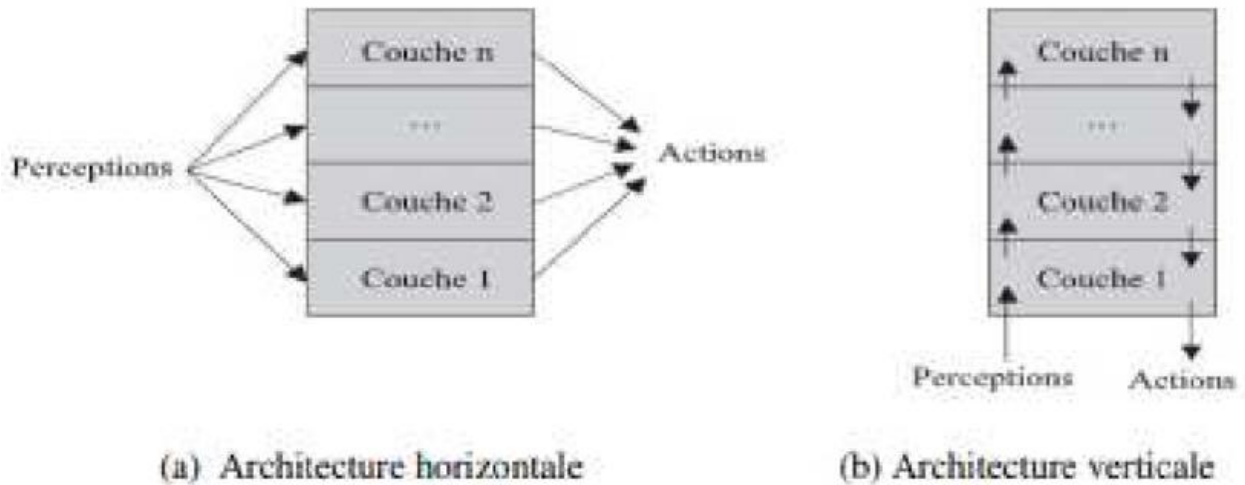 Couche n
...
Couche 2
Couche 1
Perceptions
Actions
(a) Architecture horizontale
Couche n
...
Couche 2
Couche 1
Perceptions
Actions
(b) Architecture verticale